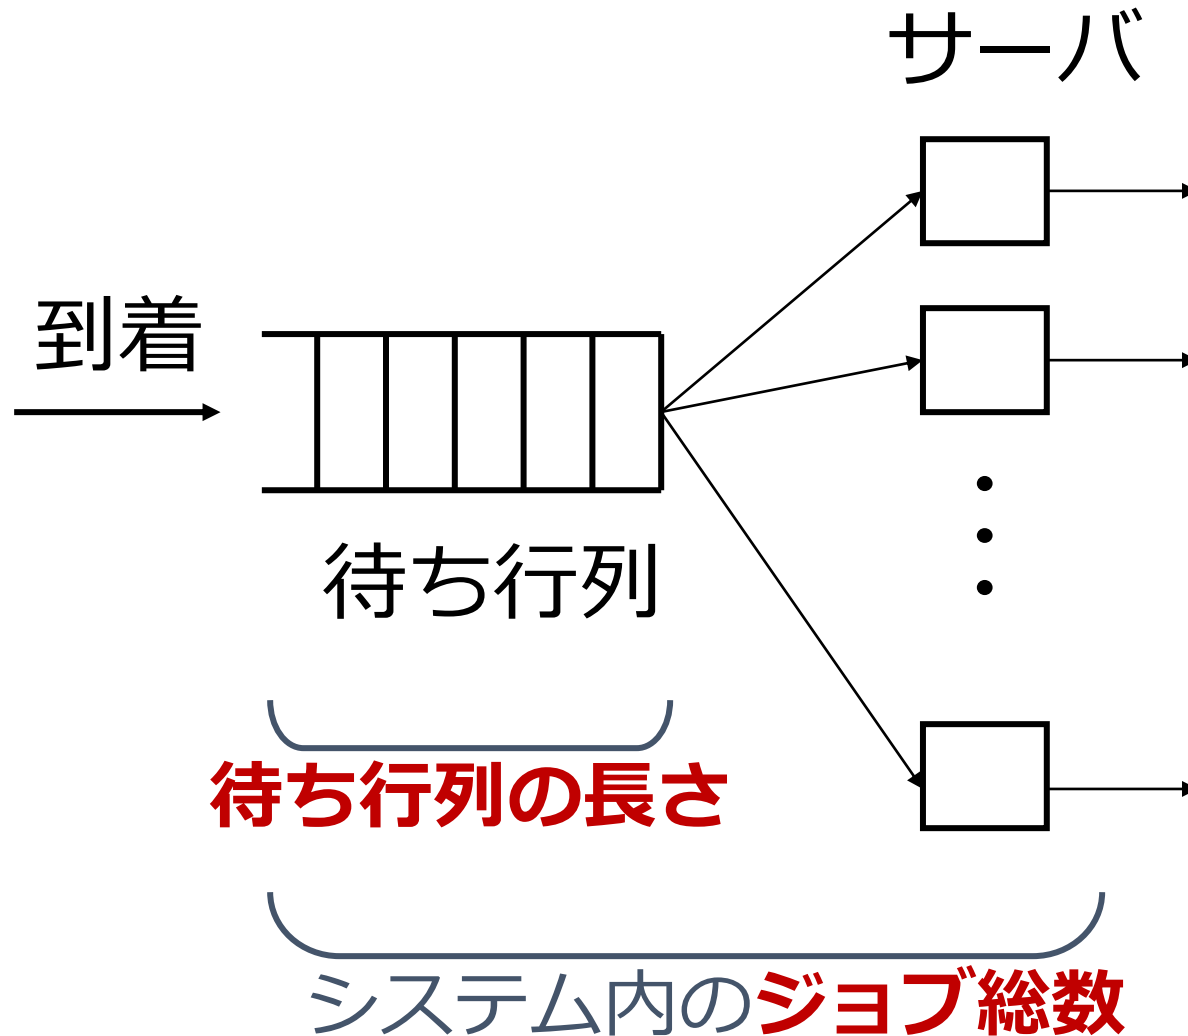 サーバ
到着
待ち行列
待ち行列の長さ
システム内のジョブ総数